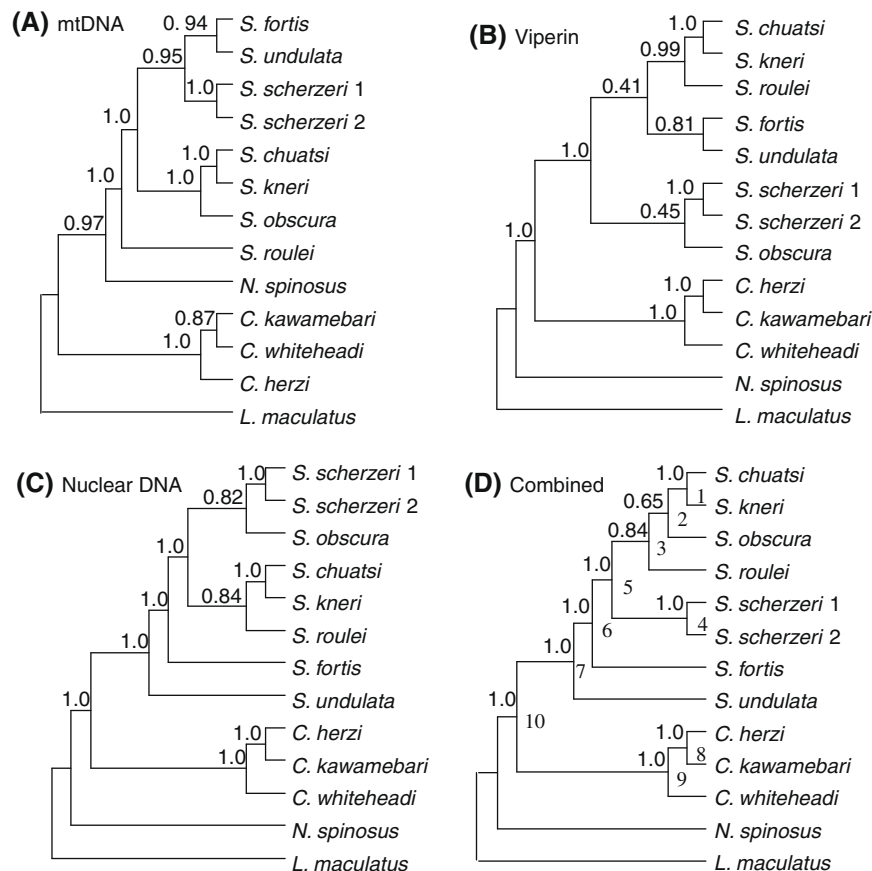 (A) mtDNA
0. 94
S. fortis
S. undulata
0.95
1.0
S. scherzeri 1
S. scherzeri 2
1.0
1.0
S. chuatsi
S. kneri
1.0
S. obscura
1.0
S. roulei
0.97
N. spinosus
0.87
C. kawamebari
C. whiteheadi
1.0
C. herzi
L. maculatus
(B) Viperin
1.0
S. chuatsi
S. kneri
0.99
S. roulei
0.41
S. fortis
0.81
S. undulata
1.0
1.0
S. scherzeri 1
S. scherzeri 2
0.45
S. obscura
1.0
1.0
C. herzi
C. kawamebari
1.0
C. whiteheadi
N. spinosus
L. maculatus
(C) Nuclear DNA
1.0
S. scherzeri 1
S. scherzeri 2
0.82
S. obscura
1.0
1.0
S. chuatsi
S. kneri
0.84
S. roulei
1.0
S. fortis
1.0
S. undulata
1.0
1.0
C. herzi
C. kawamebari
1.0
C. whiteheadi
N. spinosus
L. maculatus
(D) Combined
1.0
S. chuatsi
1
S. kneri
0.65
2
S. obscura
0.84
3
S. roulei
1.0
5
1.0
S. scherzeri 1
4
S. scherzeri 2
1.0
6
S. fortis
1.0
7
S. undulata
1.0
10
1.0
C. herzi
8
C. kawamebari
1.0
9
C. whiteheadi
N. spinosus
L. maculatus